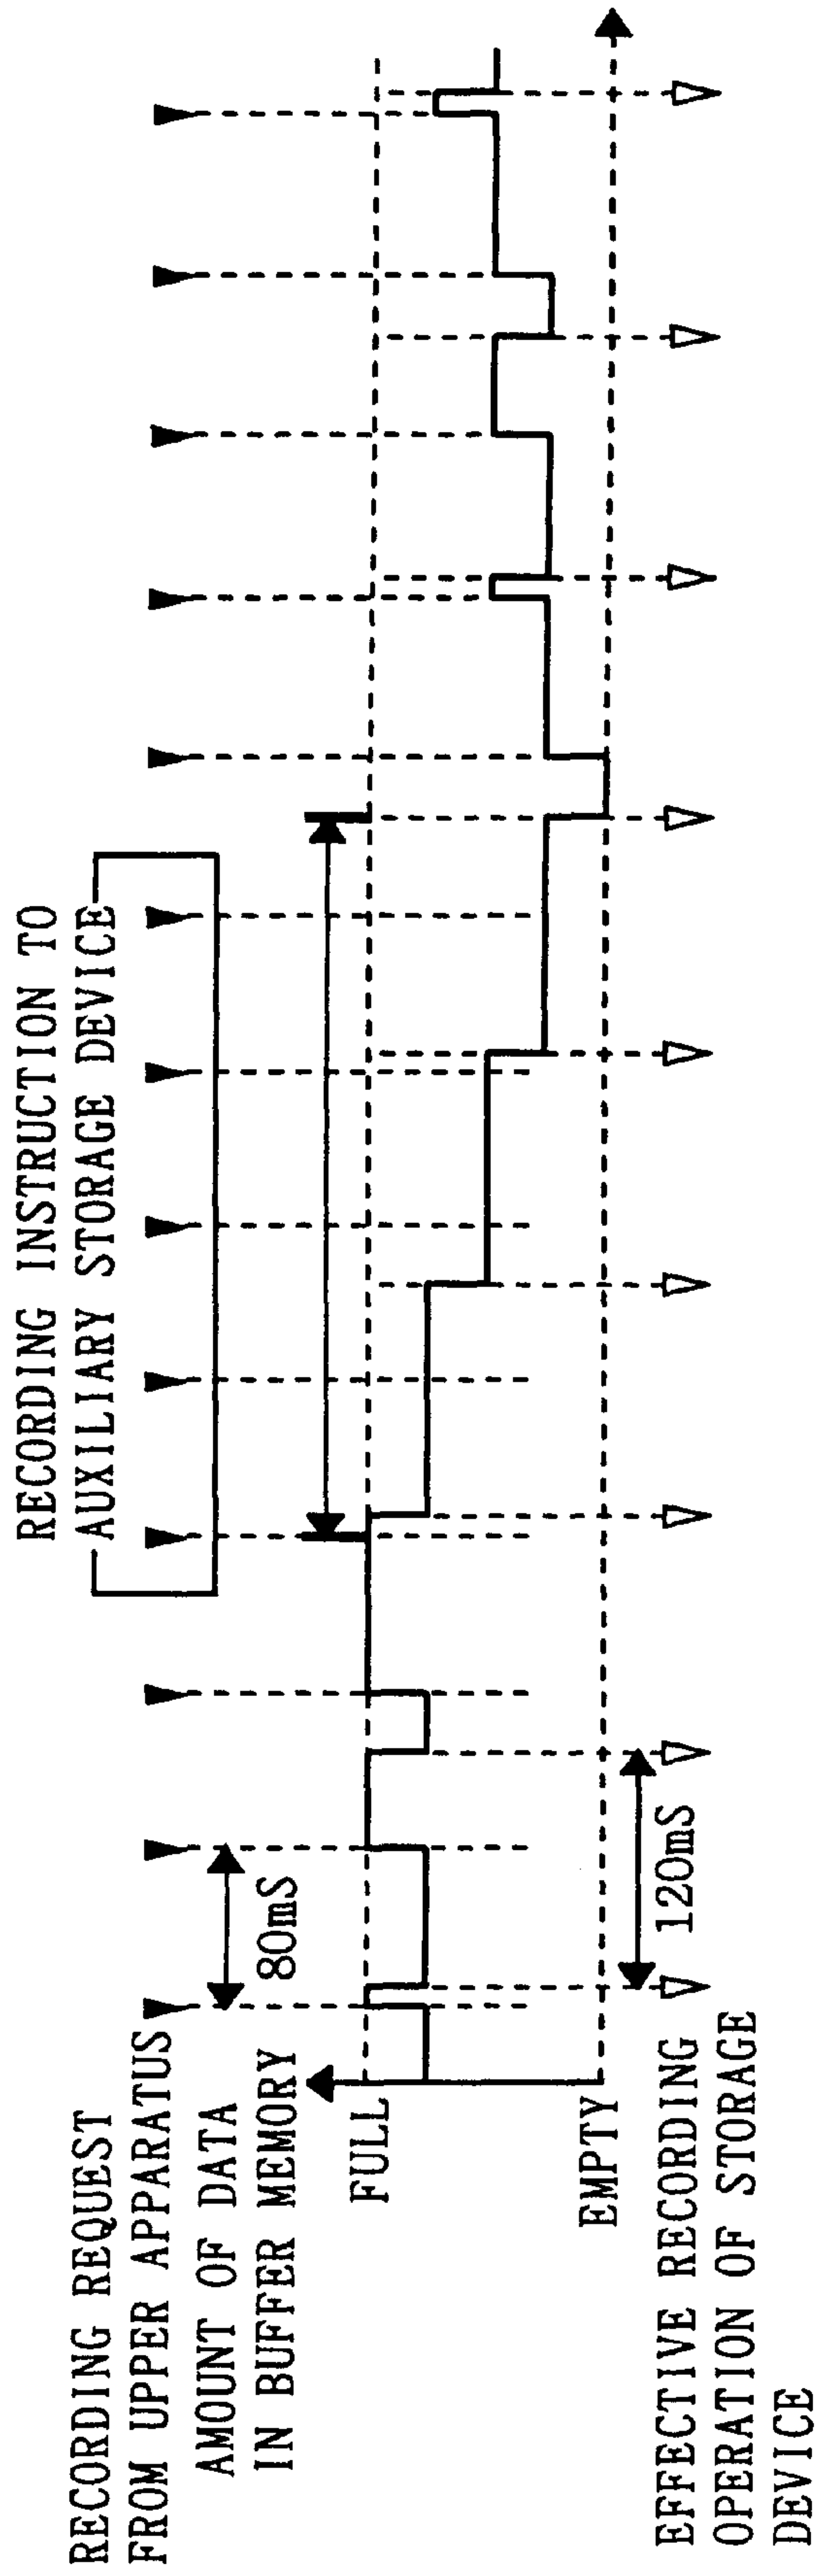 RECORDING INSTRUCTION TO
AUXILIARY STORAGE DEVICE
RECORDING REQUEST
FROM UPPER APPARATUS
80mS
AMOUNT OF DATA
IN BUFFER MEMORY
FULL
EMPTY
120mS
EFFECTIVE RECORDING
OPERATION OF STORAGE
DEVICE